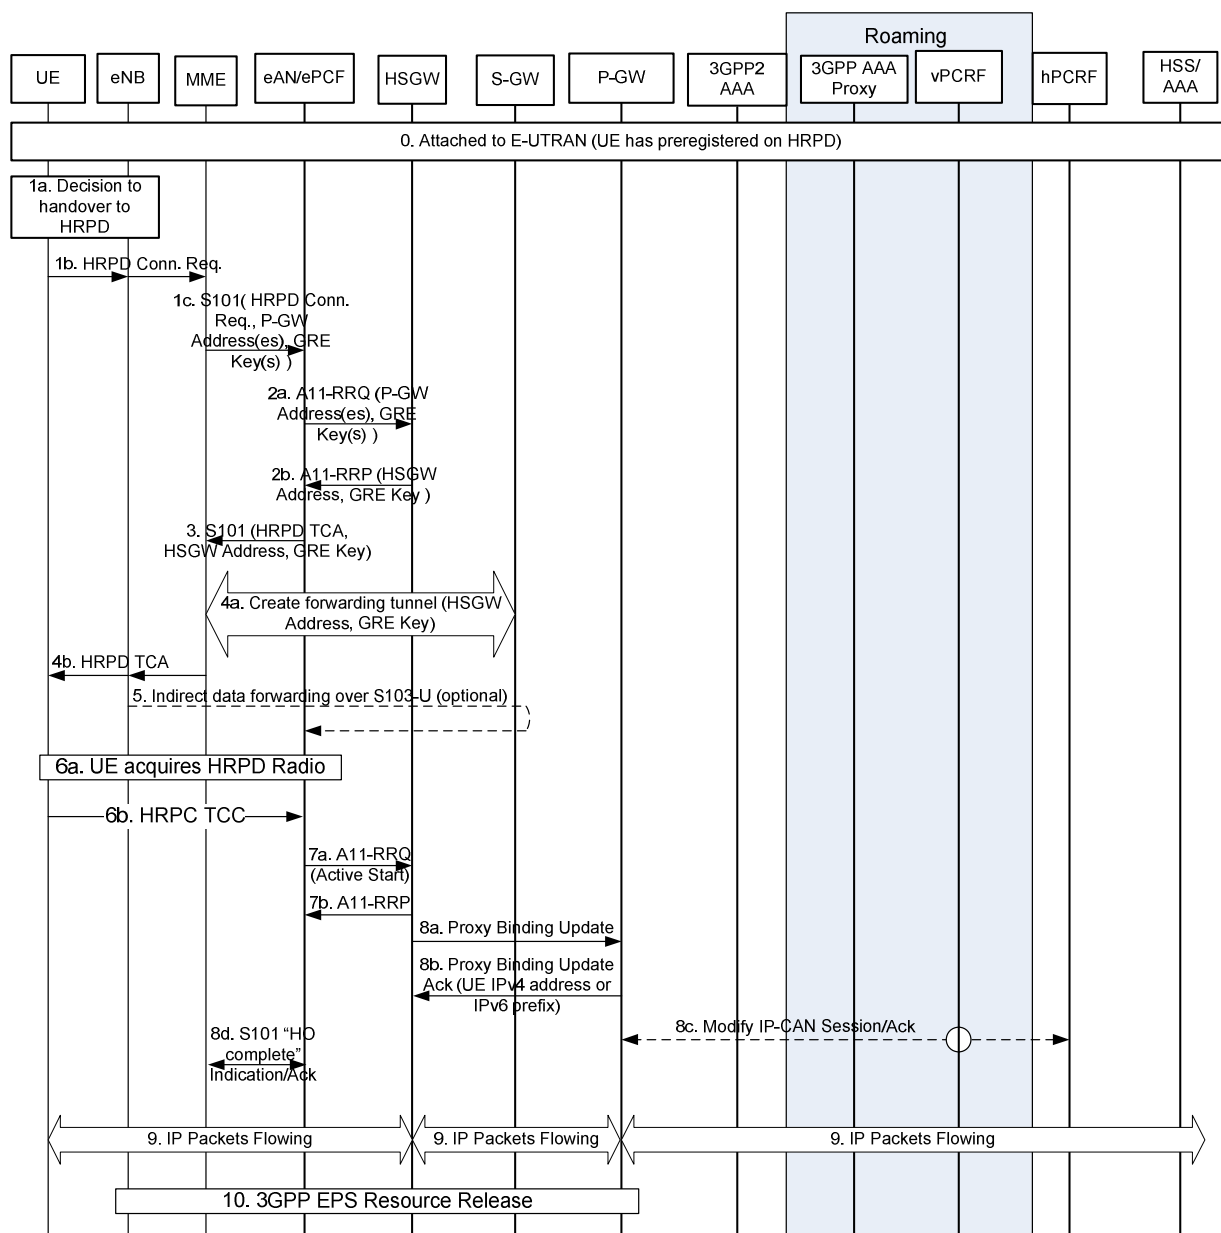 Roaming
UE
eNB
MME
eAN/ePCF
HSGW
S-GW
P-GW
3GPP2
AAA
3GPP AAA
Proxy
vPCRF
hPCRF
HSS/
AAA
0. Attached to E-UTRAN (UE has preregistered on HRPD)
1a. Decision to
handover to
HRPD
1b. HRPD Conn. Req.
1c. S101( HRPD Conn.
Req., P-GW
Address(es), GRE
Key(s) )
2a. A11-RRQ (P-GW
Address(es), GRE
Key(s) )
2b. A11-RRP (HSGW
Address, GRE Key )
3. S101 (HRPD TCA,
HSGW Address, GRE Key)
4a. Create forwarding tunnel (HSGW
Address, GRE Key)
4b. HRPD TCA
5. Indirect data forwarding over S103-U (optional)
6a. UE acquires HRPD Radio
6b. HRPC TCC
7a. A11-RRQ
(Active Start)
7b. A11-RRP
8a. Proxy Binding Update
8b. Proxy Binding Update
Ack (UE IPv4 address or
IPv6 prefix)
8c. Modify IP-CAN Session/Ack
8d. S101 “HO
complete”
Indication/Ack
9. IP Packets Flowing
9. IP Packets Flowing
9. IP Packets Flowing
10. 3GPP EPS Resource Release